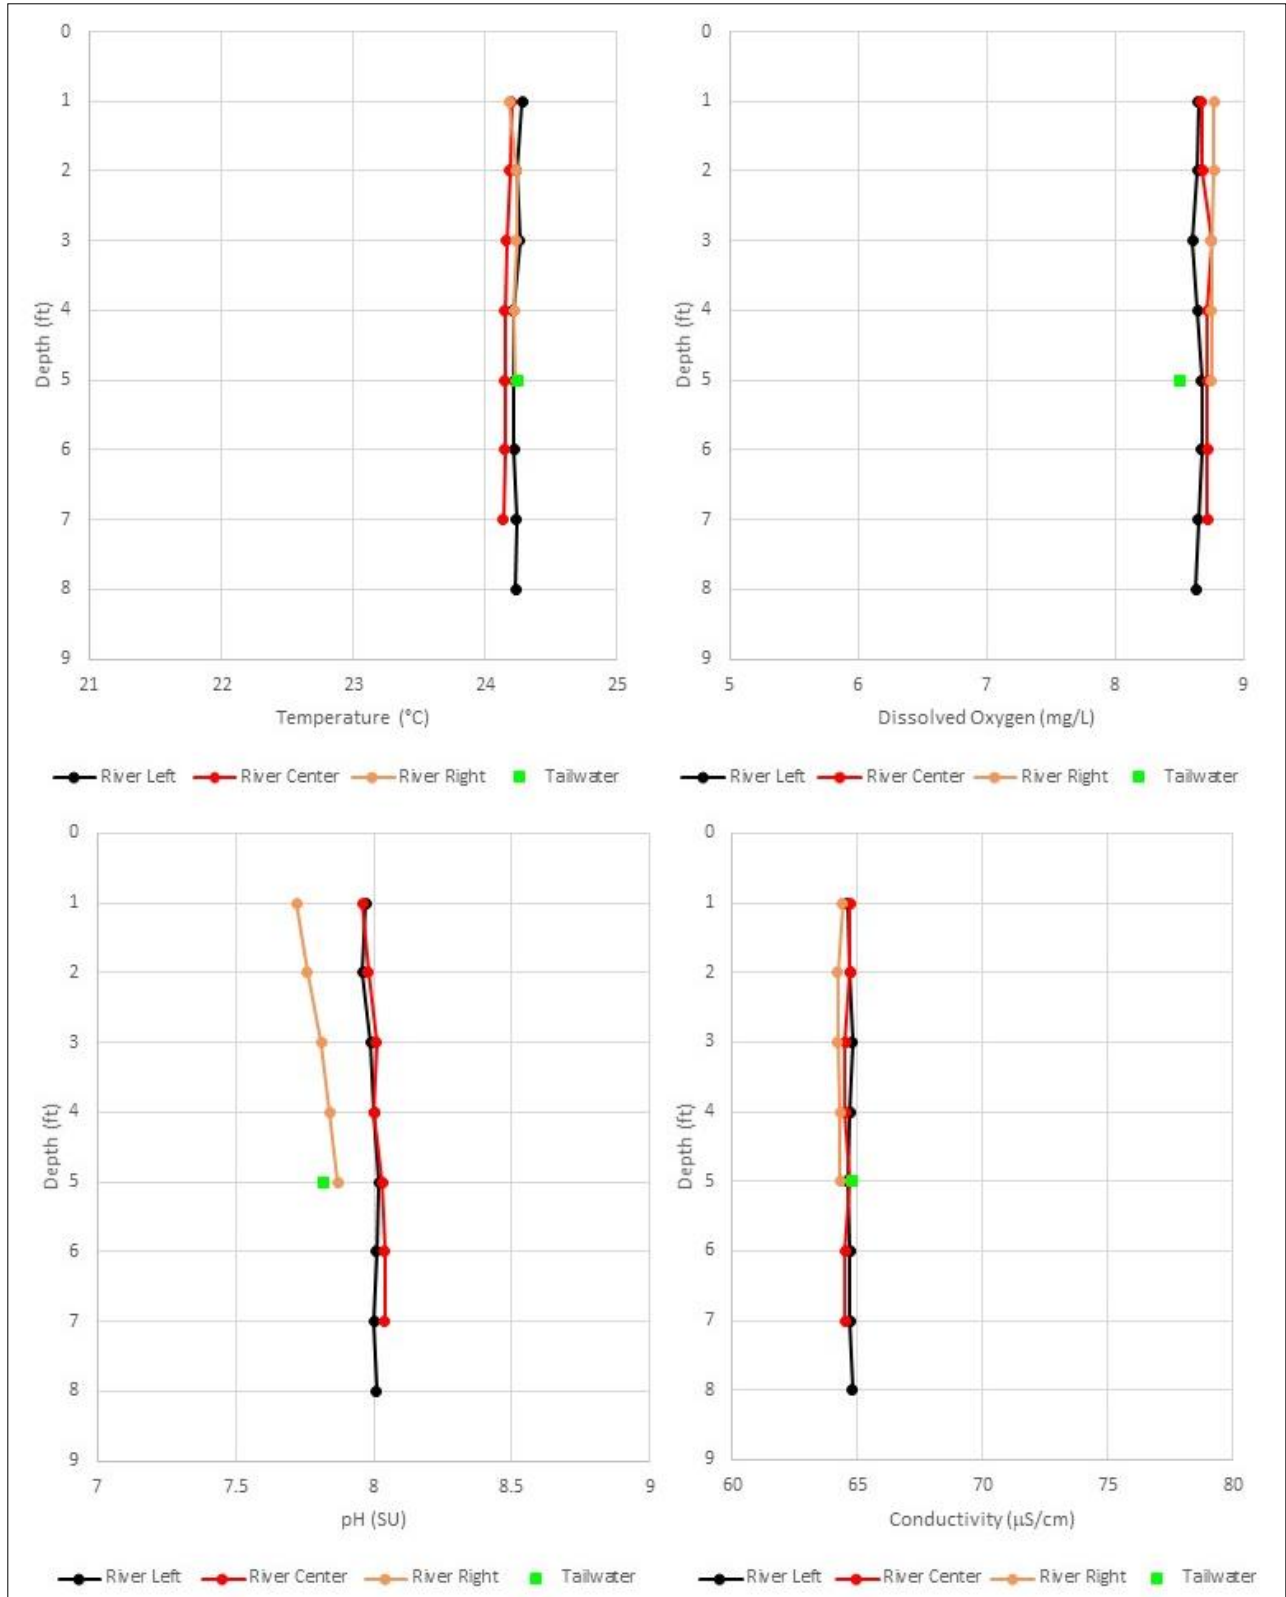 0
1
2
3
4
5
6
7
8
9
Depth (ft)
21 22 23 24 25
Temperature (°C)
River Left River Center River Right Tailwater
0
1
2
3
4
5
6
7
8
9
Depth (ft)
5 6 7 8 9
Dissolved Oxygen (mg/L)
River Left River Center River Right Tailwater
0
1
2
3
4
5
6
7
8
9
Depth (ft)
7 7.5 8 8.5 9
pH (SU)
River Left River Center River Right Tailwater
0
1
2
3
4
5
6
7
8
9
Depth (ft)
60 65 70 75 80
Conductivity (µS/cm)
River Left River Center River Right Tailwater